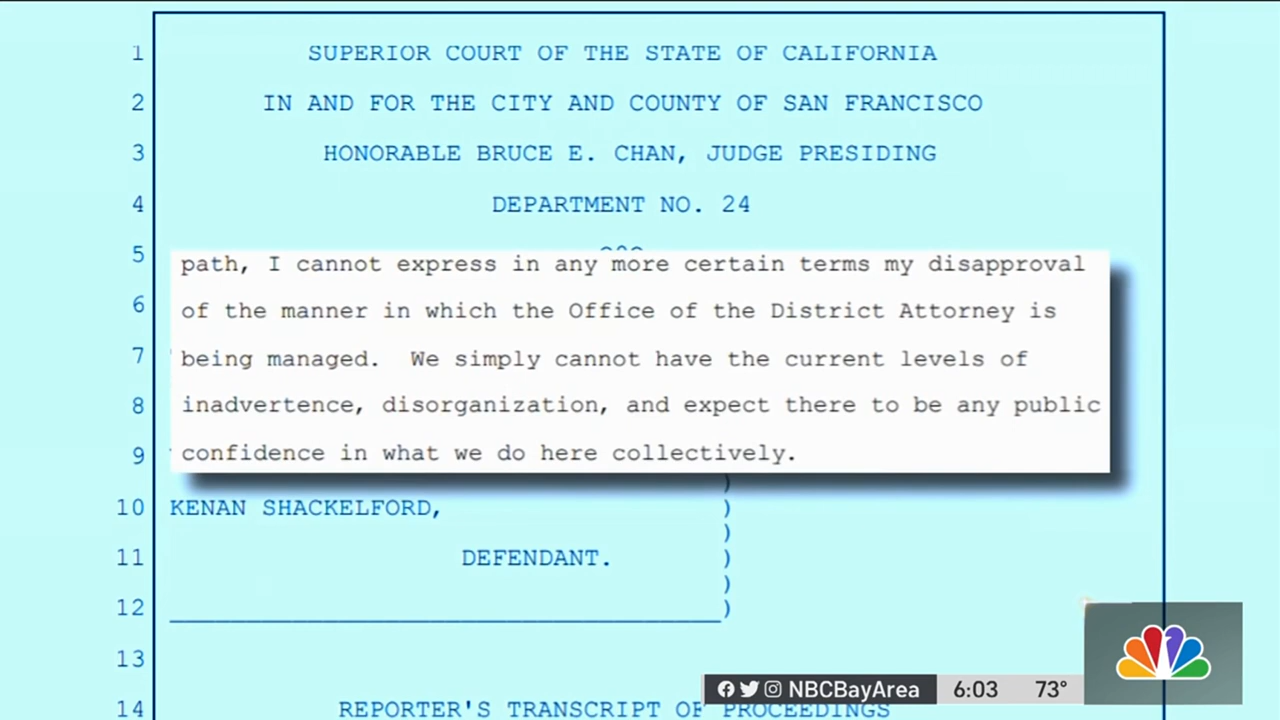 1 SUPERIOR COURT OF THE STATE OF CALIFORNIA
2 IN AND FOR THE CITY AND COUNTY OF SAN FRANCISCO
3 HONORABLE BRUCE E. CHAN, JUDGE PRESIDING
4 DEPARTMENT NO. 24
5
path, I cannot express in any more certain terms my disapproval
6 of the manner in which the Office of the District Attorney is
7 being managed. We simply cannot have the current levels of
8 inadvertence, disorganization, and expect there to be any public
9 confidence in what we do here collectively.
)
10 KENAN SHACKELFORD, )
)
11 DEFENDANT. )
)
12 )
13
NBCBayArea 6:03 73°
14 REPORTER'S TRANSCRIPT OF PROCEEDINGS